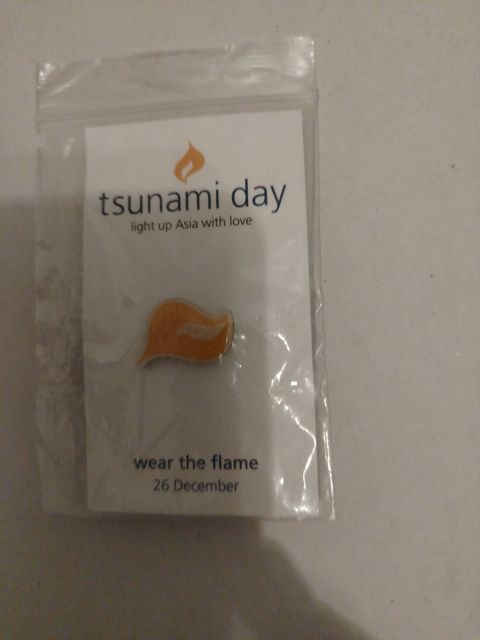 tsunami day
light up Asia with love
wear the flame
26 December